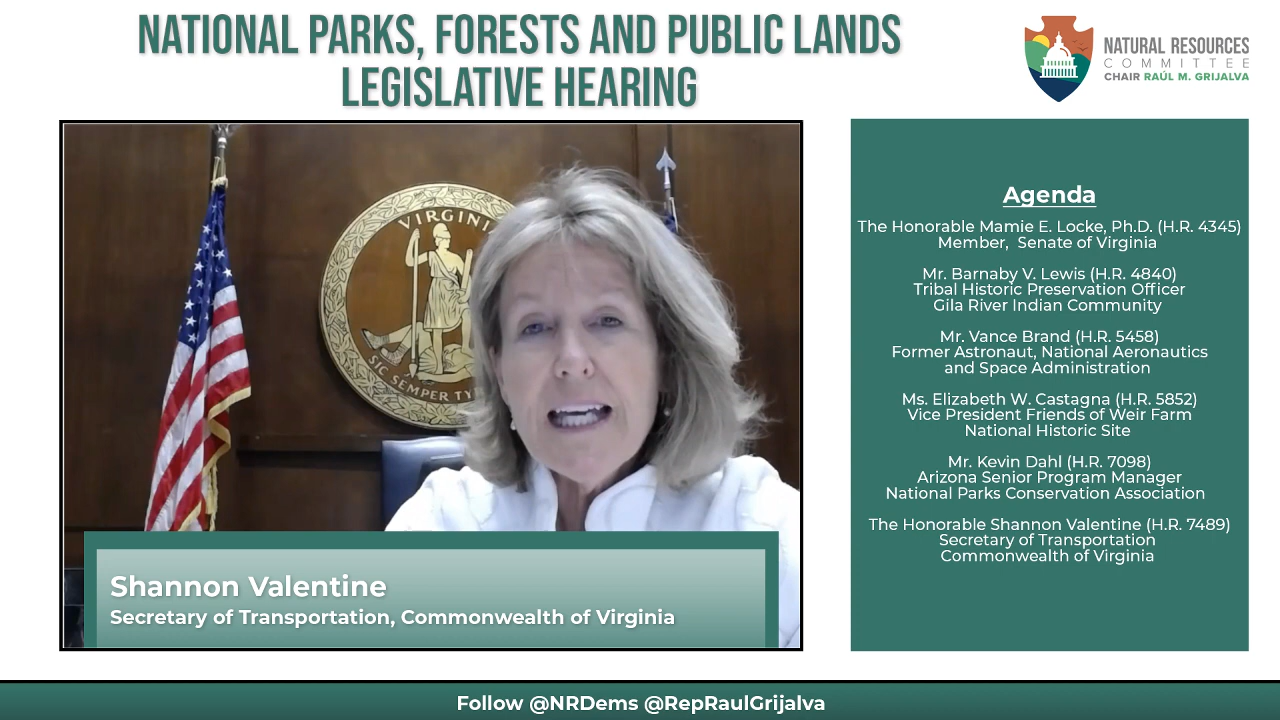 NATIONAL PARKS, FORESTS AND PUBLIC LANDS
LEGISLATIVE HEARING
NATURAL RESOURCES
COMMITTEE
CHAIR RAÚL M. GRIJALVA
VIRGINI
SIC SEMPER TY
Shannon Valentine
Secretary of Transportation, Commonwealth of Virginia
Agenda
The Honorable Mamie E. Locke, Ph.D. (H.R. 4345)
Member, Senate of Virginia
Mr. Barnaby V. Lewis (H.R. 4840)
Tribal Historic Preservation Officer
Gila River Indian Community
Mr. Vance Brand (H.R. 5458)
Former Astronaut, National Aeronautics
and Space Administration
Ms. Elizabeth W. Castagna (H.R. 5852)
Vice President Friends of Weir Farm
National Historic Site
Mr. Kevin Dahl (H.R. 7098)
Arizona Senior Program Manager
National Parks Conservation Association
The Honorable Shannon Valentine (H.R. 7489)
Secretary of Transportation
Commonwealth of Virginia
Follow @NRDems @RepRaulGrijalva